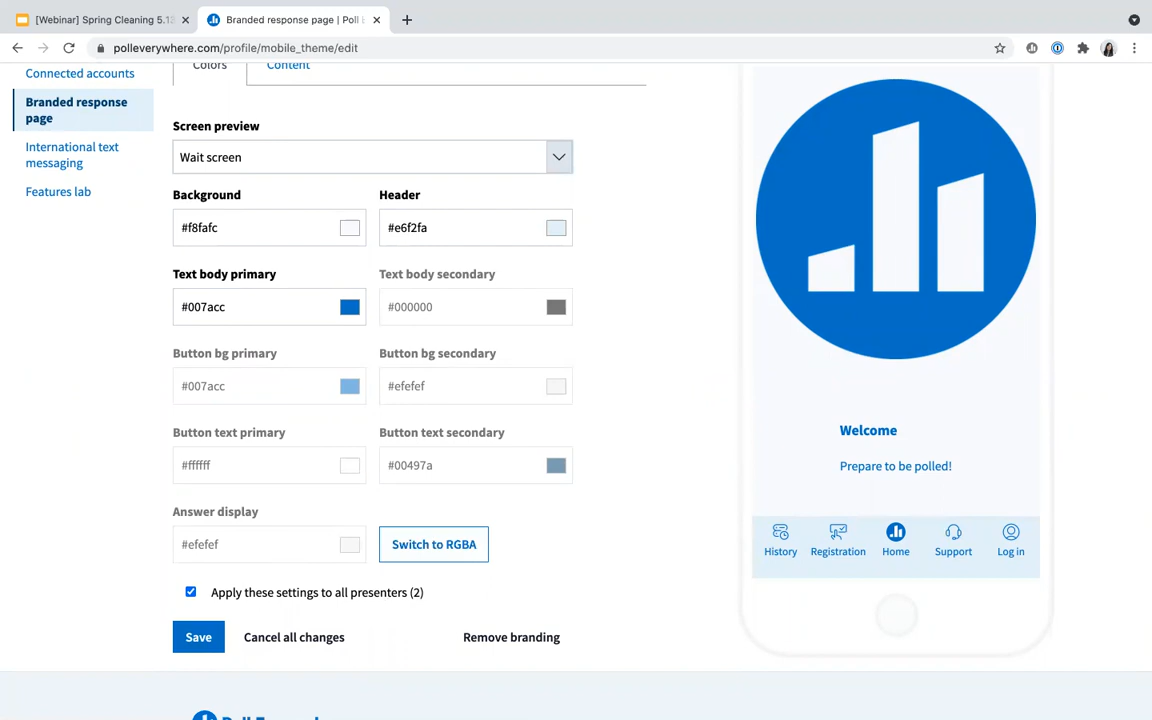 [Webinar] Spring Cleaning 5.13
Branded response page | Poll
polleverywhere.com/profile/mobile_theme/edit
Connected accounts
Branded response
page
International text
messaging
Features lab
Colors
Content
Screen preview
Wait screen
Background
Header
#f8fafc
#e6f2fa
Text body primary
Text body secondary
#007acc
#000000
Button bg primary
Button bg secondary
#007acc
#efefef
Button text primary
Button text secondary
#ffffff
#00497a
Answer display
#efefef
Switch to RGBA
Apply these settings to all presenters (2)
Save
Cancel all changes
Remove branding
Welcome
Prepare to be polled!
History
Registration
Home
Support
Log in